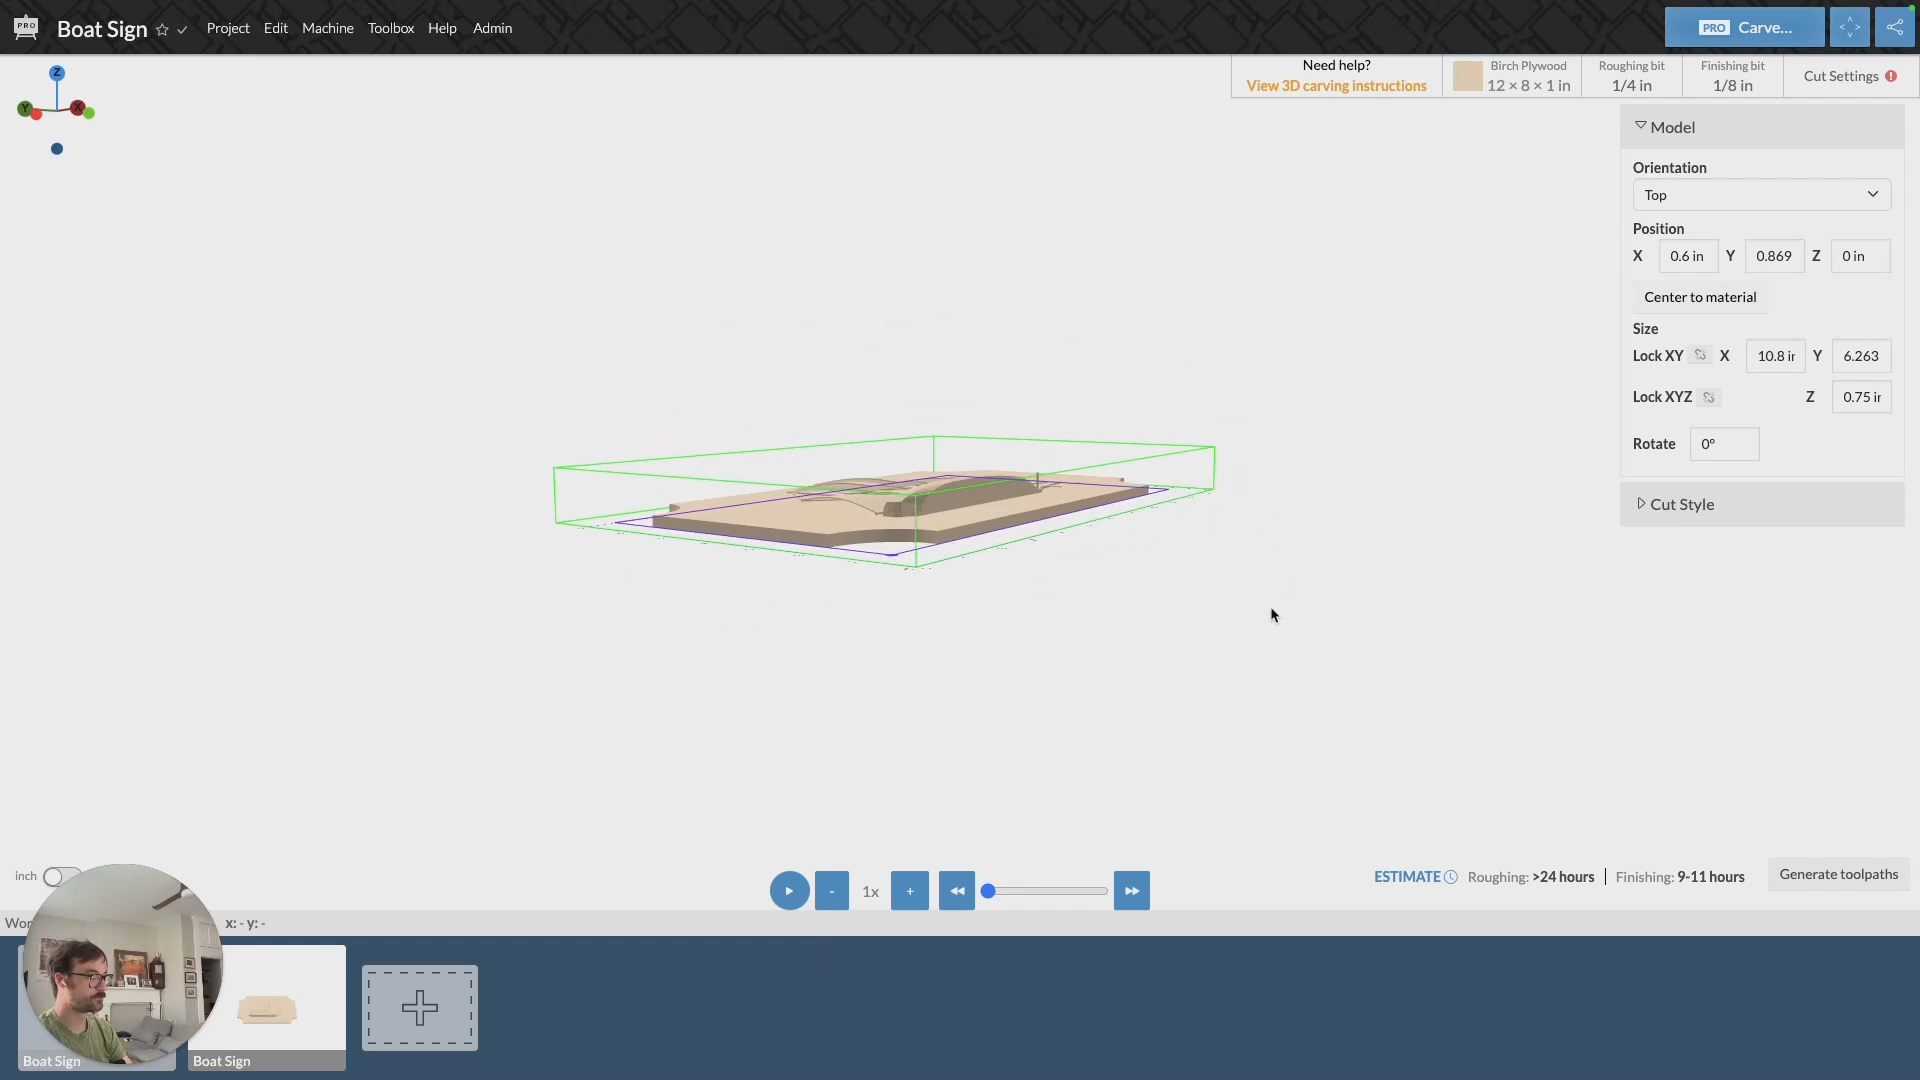 PRO
Boat Sign
Project Edit Machine Toolbox Help Admin
PRO Carve...
Need help?
View 3D carving instructions
Birch Plywood
12 × 8 × 1 in
Roughing bit
1/4 in
Finishing bit
1/8 in
Cut Settings
Z
Y
X
Model
Orientation
Top
Position
X 0.6 in Y 0.869 Z 0 in
Center to material
Size
Lock XY X 10.8 ir Y 6.263
Lock XYZ Z 0.75 ir
Rotate 0°
Cut Style
inch
- 1x +
ESTIMATE Roughing: >24 hours Finishing: 9-11 hours
Generate toolpaths
Wor
x: - y: -
Boat Sign
Boat Sign